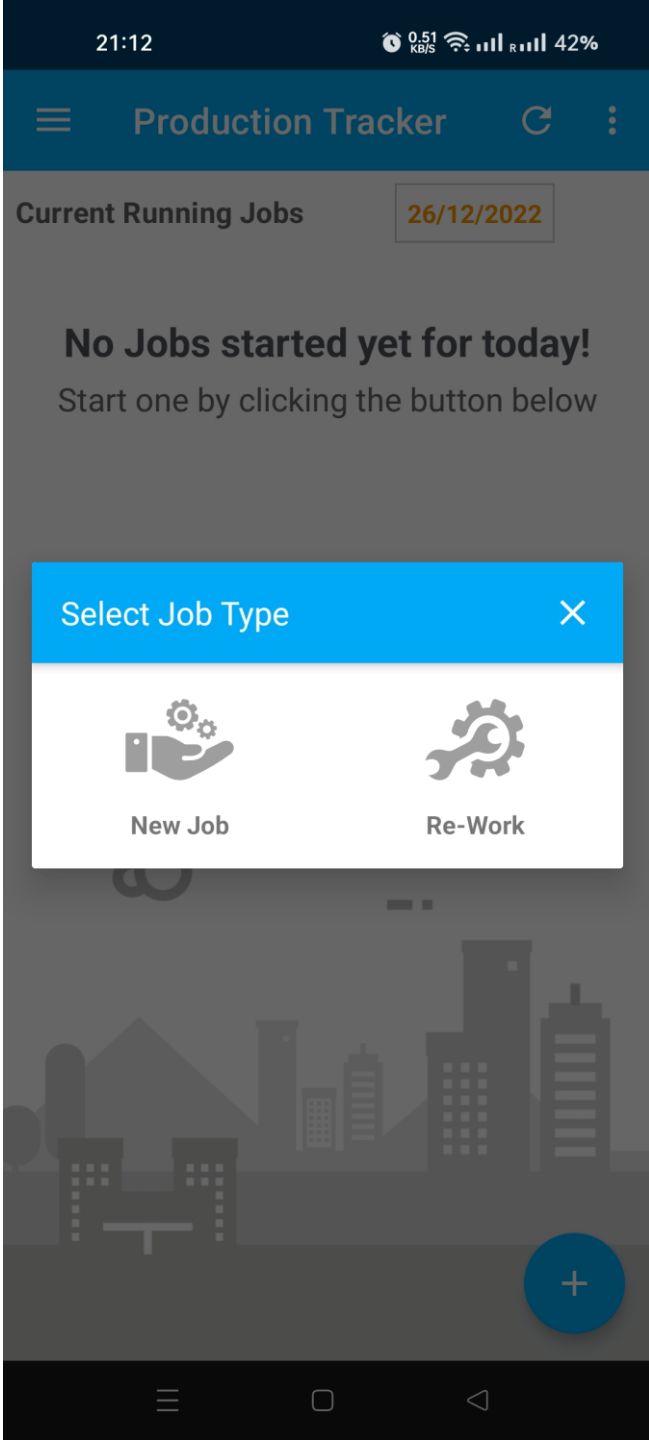 21:12
0.51 KB/S R 42%
Production Tracker
Current Running Jobs 26/12/2022
No Jobs started yet for today!
Start one by clicking the button below
Select Job Type
New Job Re-Work